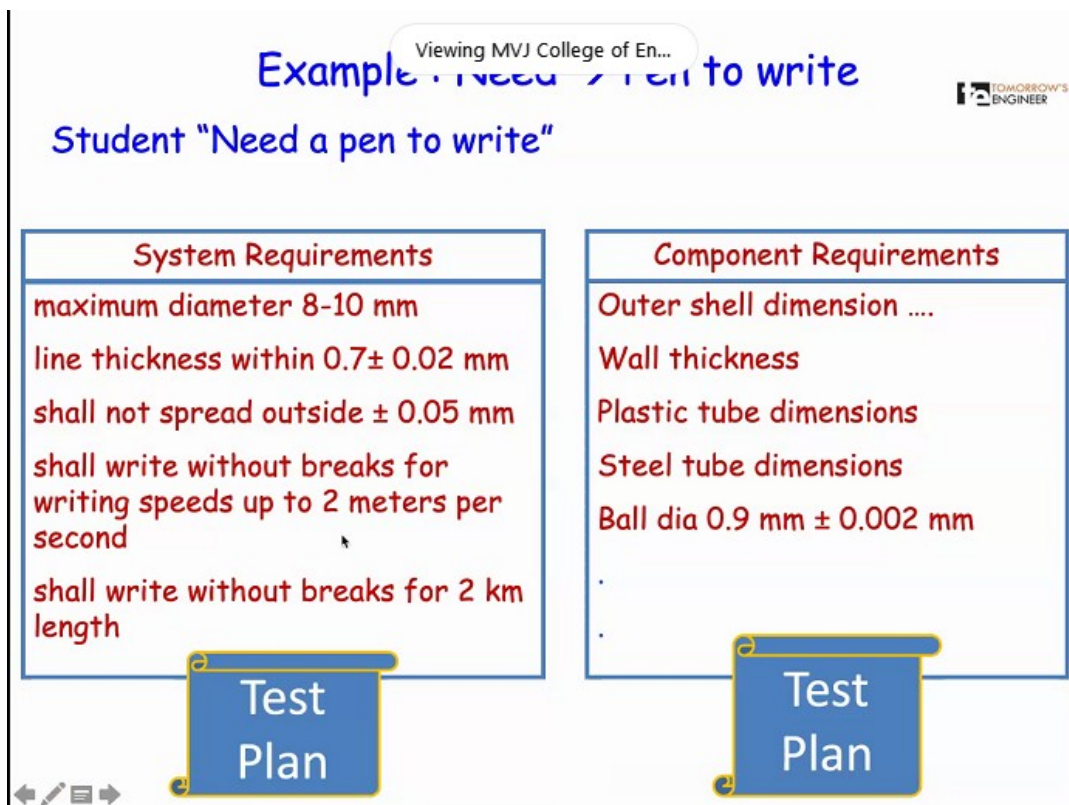 Viewing MVJ College of En...
Example : Need → Pen to write
TOMORROW'S
ENGINEER
Student “Need a pen to write”
System Requirements
maximum diameter 8-10 mm
line thickness within 0.7± 0.02 mm
shall not spread outside ± 0.05 mm
shall write without breaks for
writing speeds up to 2 meters per
second
shall write without breaks for 2 km
length
Test
Plan
Component Requirements
Outer shell dimension ....
Wall thickness
Plastic tube dimensions
Steel tube dimensions
Ball dia 0.9 mm ± 0.002 mm
.
.
Test
Plan